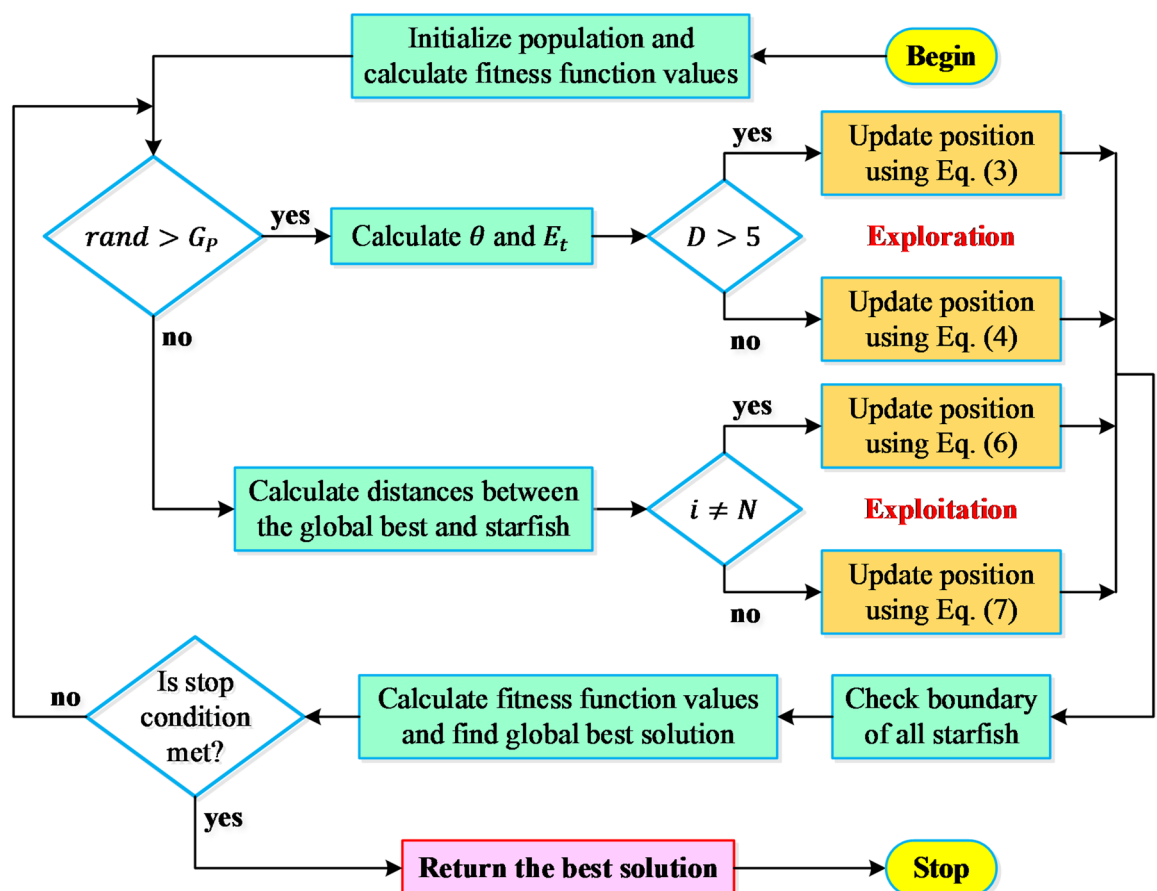 Initialize population and
calculate fitness function values
Begin
yes
Update position
using Eq. (3)
rand > G_P
yes
Calculate θ and E_t
D > 5
Exploration
no
no
Update position
using Eq. (4)
yes
Update position
using Eq. (6)
Calculate distances between
the global best and starfish
i ≠ N
Exploitation
no
Update position
using Eq. (7)
no
Is stop
condition
met?
Calculate fitness function values
and find global best solution
Check boundary
of all starfish
yes
Return the best solution
Stop